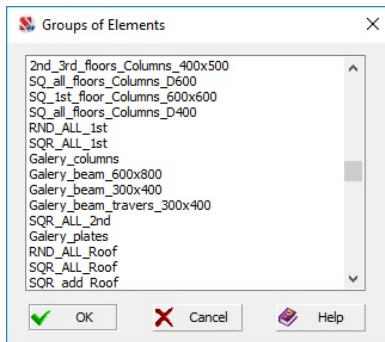 Groups of Elements
2nd_3rd_floors_Columns_400x500
SQ_all_floors_Columns_D600
SQ_1st_floor_Columns_600x600
SQ_all_floors_Columns_D400
RND_ALL_1st
SQR_ALL_1st
Galery_columns
Galery_beam_600x800
Galery_beam_300x400
Galery_beam_travers_300x400
SQR_ALL_2nd
Galery_plates
RND_ALL_Roof
SQR_ALL_Roof
SQR_add_Roof
OK Cancel Help